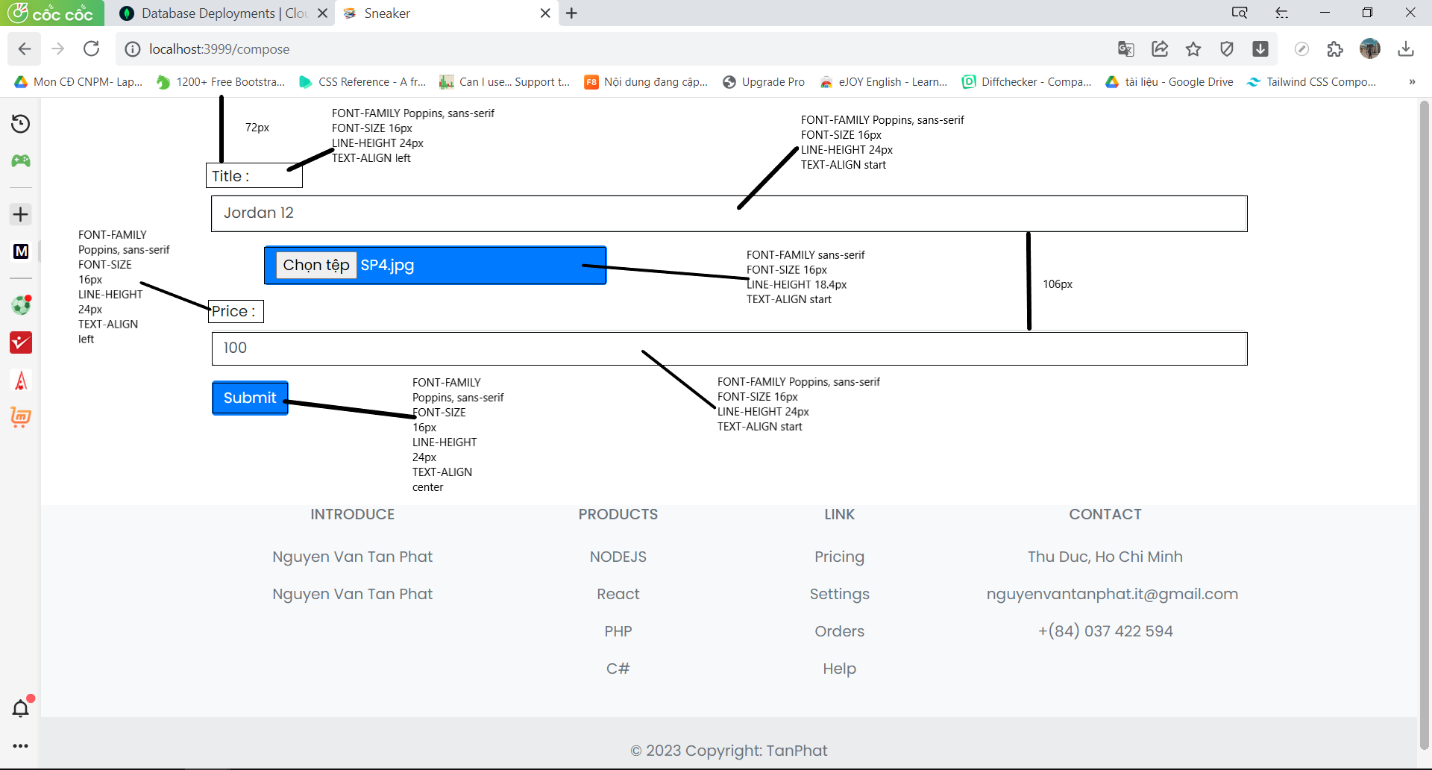 cốc cốc
Database Deployments | Clou
Sneaker
localhost:3999/compose
Mon CĐ CNPM- Lap...
1200+ Free Bootstra...
CSS Reference - A fr...
Can I use... Support t...
F8
Nội dung đang cập...
Upgrade Pro
eJOY English - Learn...
Diffchecker - Compa...
tài liệu - Google Drive
Tailwind CSS Compo...
»
72px
FONT-FAMILY Poppins, sans-serif
FONT-SIZE 16px
LINE-HEIGHT 24px
TEXT-ALIGN left
FONT-FAMILY Poppins, sans-serif
FONT-SIZE 16px
LINE-HEIGHT 24px
TEXT-ALIGN start
Title :
Jordan 12
FONT-FAMILY
Poppins, sans-serif
FONT-SIZE
16px
LINE-HEIGHT
24px
TEXT-ALIGN
left
M
Chọn tệp SP4.jpg
FONT-FAMILY sans-serif
FONT-SIZE 16px
LINE-HEIGHT 18.4px
TEXT-ALIGN start
106px
Price :
100
Submit
FONT-FAMILY
Poppins, sans-serif
FONT-SIZE
16px
LINE-HEIGHT
24px
TEXT-ALIGN
center
FONT-FAMILY Poppins, sans-serif
FONT-SIZE 16px
LINE-HEIGHT 24px
TEXT-ALIGN start
INTRODUCE
Nguyen Van Tan Phat
Nguyen Van Tan Phat
PRODUCTS
NODEJS
React
PHP
C#
LINK
Pricing
Settings
Orders
Help
CONTACT
Thu Duc, Ho Chi Minh
nguyenvantanphat.it@gmail.com
+(84) 037 422 594
© 2023 Copyright: TanPhat